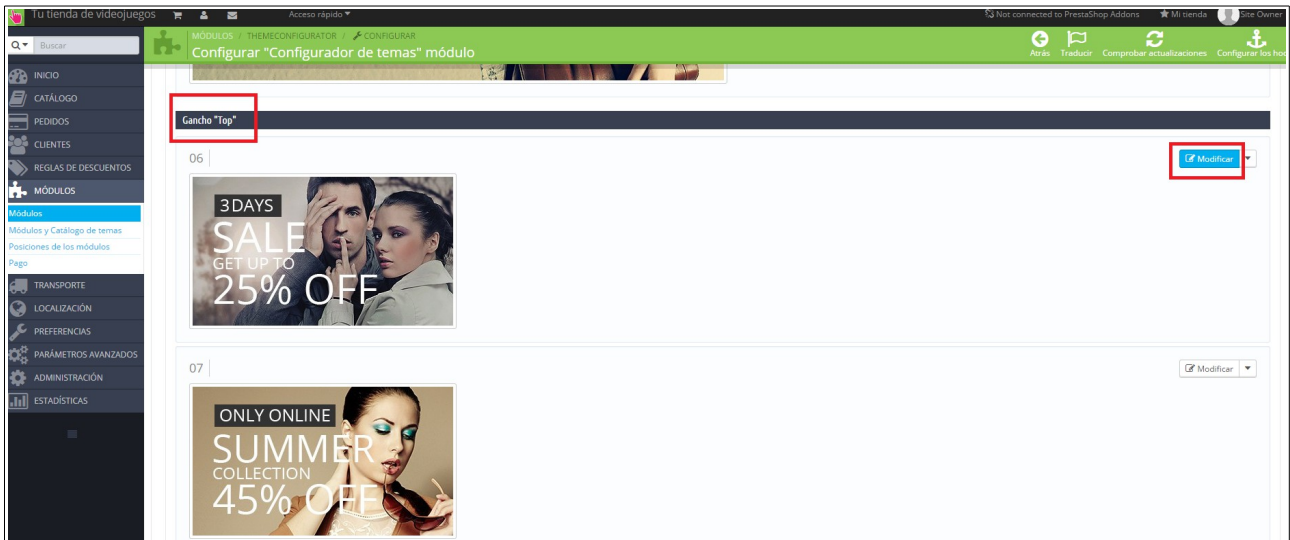 Tu tienda de videojuegos Acceso rápido Not connected to PrestaShop Addons Mi tienda Site Owner
Buscar
MÓDULOS / THEMECONFIGURATOR / CONFIGURAR
Configurar "Configurador de temas" módulo
Atrás Traducir Comprobar actualizaciones Configurar los hoo
INICIO
CATÁLOGO
PEDIDOS
CLIENTES
REGLAS DE DESCUENTOS
MÓDULOS
Módulos
Módulos y Catálogo de temas
Posiciones de los módulos
Pago
TRANSPORTE
LOCALIZACIÓN
PREFERENCIAS
PARÁMETROS AVANZADOS
ADMINISTRACIÓN
ESTADÍSTICAS
Gancho "Top"
06 Modificar
3 DAYS
SALE
GET UP TO
25% OFF
07 Modificar
ONLY ONLINE
SUMMER
COLLECTION
45% OFF